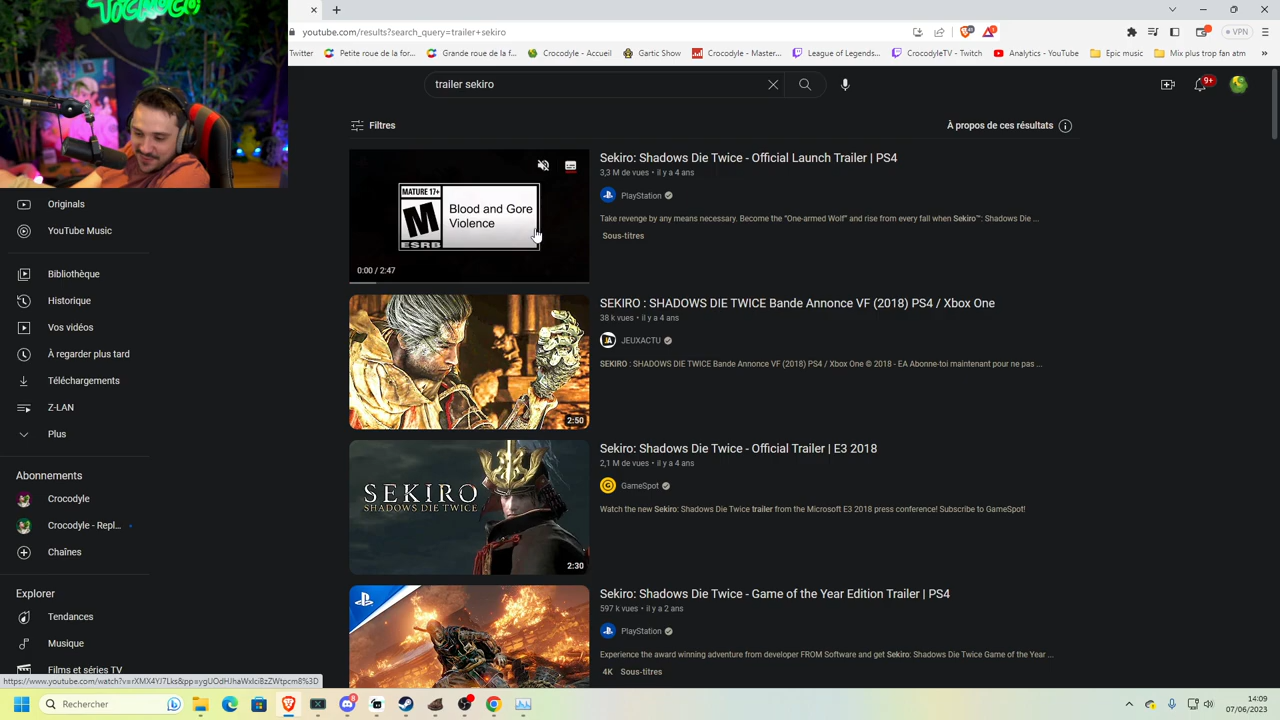 youtube.com/results?search_query=trailer+sekiro
VPN
Twitter
Petite roue de la for...
Grande roue de la f...
Crocodyle - Accueil
Gartic Show
Crocodyle - Master...
League of Legends...
CrocodyleTV - Twitch
Analytics - YouTube
Epic music
Mix plus trap fan atm
trailer sekiro
9+
Filtres
À propos de ces résultats
MATURE 17+
M
ESRB
Blood and Gore
Violence
0:00 / 2:47
Sekiro: Shadows Die Twice - Official Launch Trailer | PS4
3,3 M de vues • il y a 4 ans
PlayStation
Take revenge by any means necessary. Become the "One-armed Wolf" and rise from every fall when Sekiro™: Shadows Die ...
Sous-titres
Originals
YouTube Music
Bibliothèque
Historique
Vos vidéos
À regarder plus tard
Téléchargements
Z-LAN
Plus
Abonnements
Crocodyle
Crocodyle - Repl...
Chaînes
Explorer
Tendances
Musique
Films et séries TV
2:50
SEKIRO : SHADOWS DIE TWICE Bande Annonce VF (2018) PS4 / Xbox One
38 k vues • il y a 4 ans
JA
JEUXACTU
SEKIRO : SHADOWS DIE TWICE Bande Annonce VF (2018) PS4 / Xbox One © 2018 - EA Abonne-toi maintenant pour ne pas ...
SEKIRO
SHADOWS DIE TWICE
2:30
Sekiro: Shadows Die Twice - Official Trailer | E3 2018
2,1 M de vues • il y a 4 ans
GameSpot
Watch the new Sekiro: Shadows Die Twice trailer from the Microsoft E3 2018 press conference! Subscribe to GameSpot!
Sekiro: Shadows Die Twice - Game of the Year Edition Trailer | PS4
597 k vues • il y a 2 ans
PlayStation
Experience the award winning adventure from developer FROM Software and get Sekiro: Shadows Die Twice Game of the Year ...
4K Sous-titres
Rechercher
8
14:09
07/06/2023